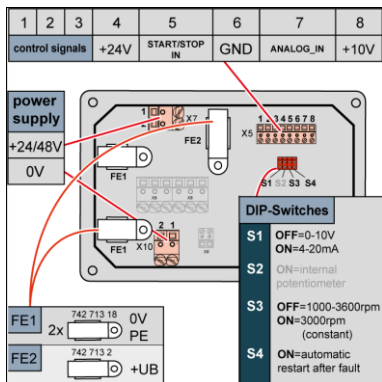 1 2 3 4 5 6 7 8
control signals +24V START/STOP IN GND ANALOG_IN +10V
power supply
+24/48V
0V
1
2
X7
FE2
X5
1 2 3 4 5 6 7 8
FE1
S1 S2 S3 S4
FE1
X10
2 1
DIP-Switches
S1 OFF=0-10V
ON=4-20mA
S2 ON=internal
potentiometer
S3 OFF=1000-3600rpm
ON=3000rpm
(constant)
S4 ON=automatic
restart after fault
FE1 2x 742 713 18 0V
PE
FE2 742 713 2 +UB